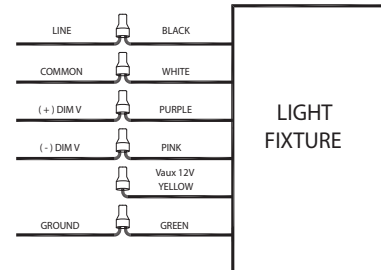 LINE BLACK
COMMON WHITE
( + ) DIM V PURPLE
( - ) DIM V PINK
Vaux 12V
YELLOW
GROUND GREEN
LIGHT
FIXTURE